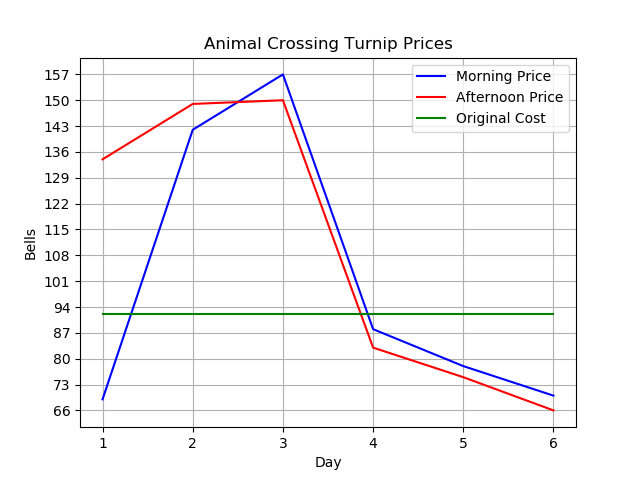 Animal Crossing Turnip Prices
157
150
143
136
129
122
115
108
101
94
87
80
73
66
Bells
Morning Price
Afternoon Price
Original Cost
1 2 3 4 5 6
Day